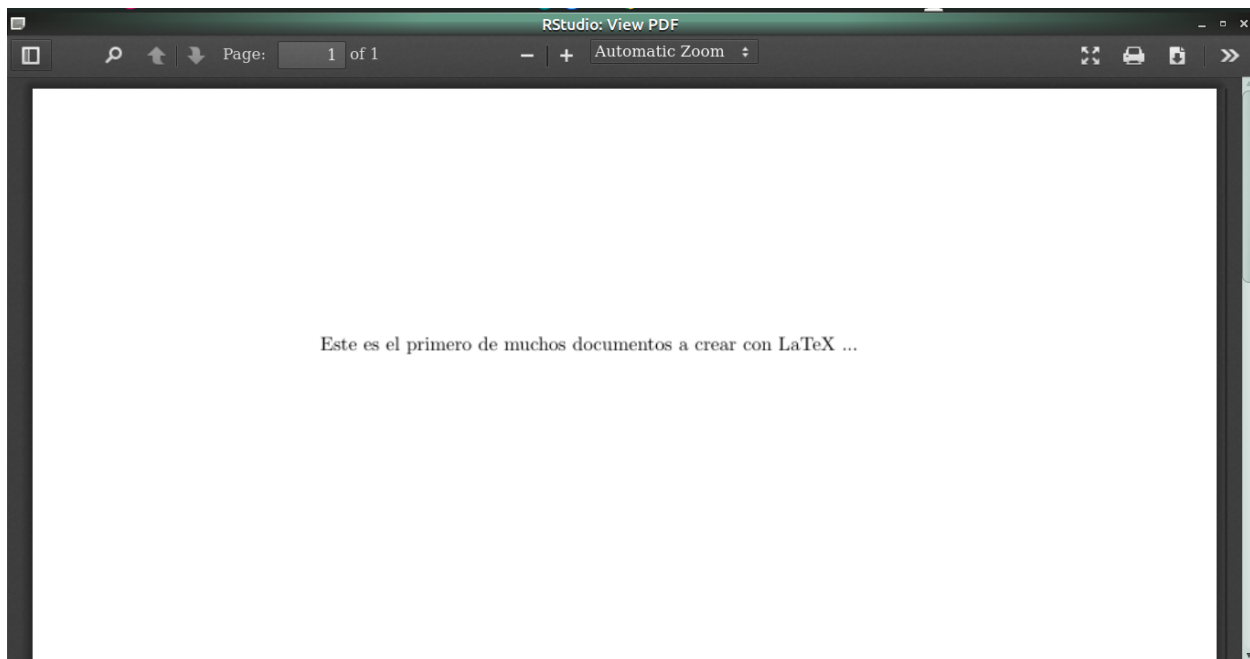 RStudio: View PDF
Page: 1 of 1 Automatic Zoom
Este es el primero de muchos documentos a crear con LaTeX ...